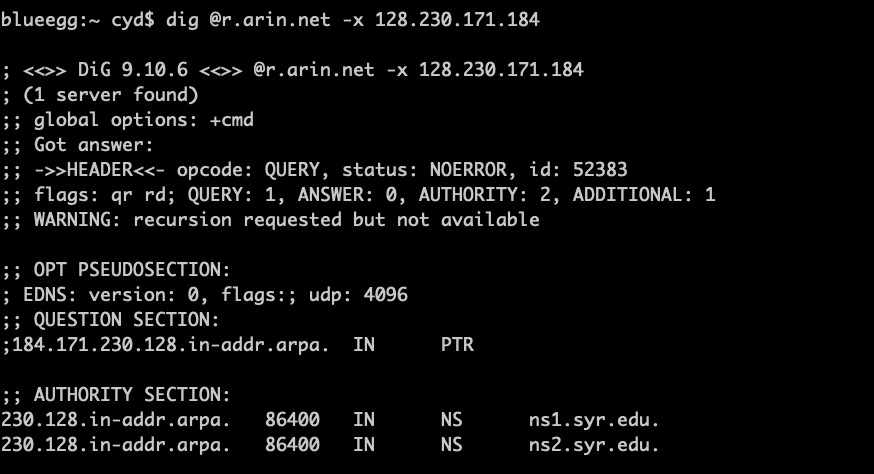 blueegg:~ cyd$ dig @r.arin.net -x 128.230.171.184
; <<>> DiG 9.10.6 <<>> @r.arin.net -x 128.230.171.184
; (1 server found)
;; global options: +cmd
;; Got answer:
;; ->>HEADER<<- opcode: QUERY, status: NOERROR, id: 52383
;; flags: qr rd; QUERY: 1, ANSWER: 0, AUTHORITY: 2, ADDITIONAL: 1
;; WARNING: recursion requested but not available
;; OPT PSEUDOSECTION:
; EDNS: version: 0, flags:; udp: 4096
;; QUESTION SECTION:
;184.171.230.128.in-addr.arpa. IN PTR
;; AUTHORITY SECTION:
230.128.in-addr.arpa. 86400 IN NS ns1.syr.edu.
230.128.in-addr.arpa. 86400 IN NS ns2.syr.edu.